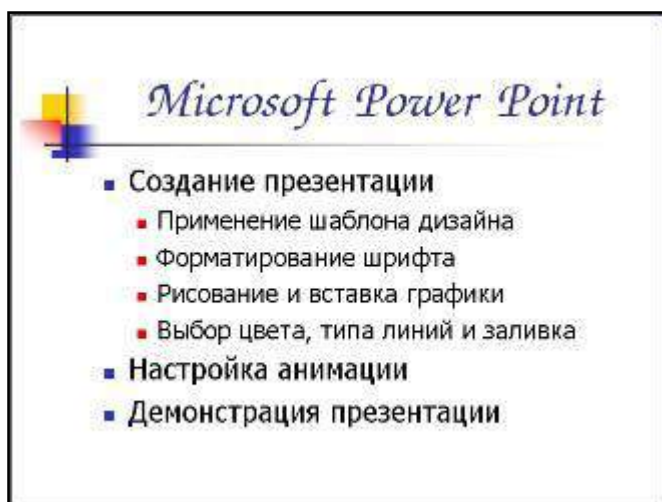 Microsoft Power Point
Создание презентации
Применение шаблона дизайна
Форматирование шрифта
Рисование и вставка графики
Выбор цвета, типа линий и заливка
Настройка анимации
Демонстрация презентации